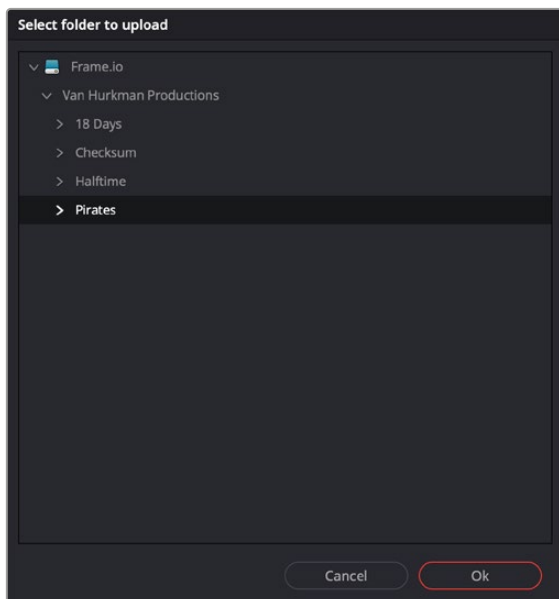 Select folder to upload
Frame.io
Van Hurkman Productions
18 Days
Checksum
Halftime
Pirates
Cancel Ok